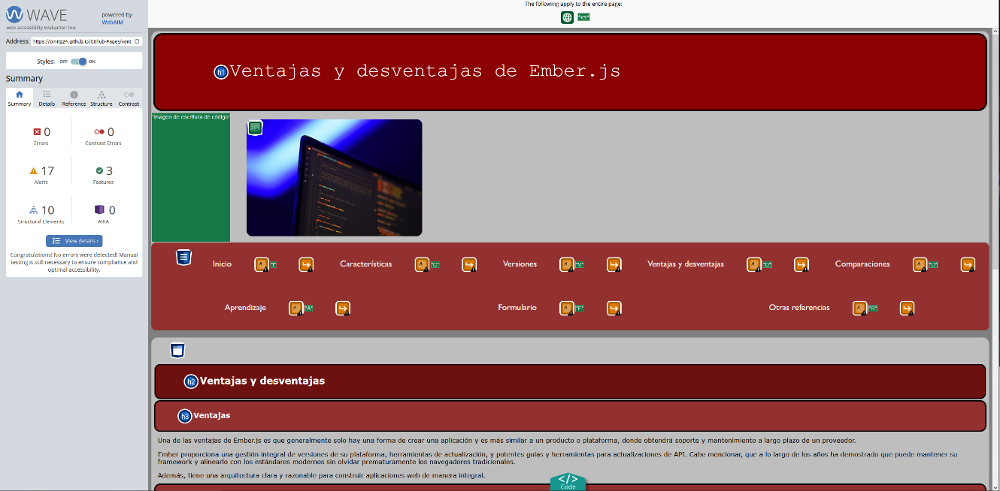 The following apply to the entire page:
*es*
WAVE
web accessibility evaluation tool
powered by
WebAIM
Address: https://omitg24.github.io/Github-Pages/vent
Styles: OFF ON
Summary
Summary Details Reference Structure Contrast
0 Errors
0 Contrast Errors
17 Alerts
3 Features
10 Structural Elements
0 ARIA
View details ›
Congratulations! No errors were detected! Manual
testing is still necessary to ensure compliance and
optimal accessibility.
h1 Ventajas y desventajas de Ember.js
*Imagen de escritura de código*
Inicio A *I* Características A *C* Versiones A *V* Ventajas y desventajas A *D* Comparaciones A *O*
Aprendizaje A *A* Formulario A *F* Otras referencias A *R*
h2 Ventajas y desventajas
h3 Ventajas
Una de las ventajas de Ember.js es que generalmente solo hay una forma de crear una aplicación y es más similar a un producto o plataforma, donde obtendrá soporte y mantenimiento a largo plazo de un proveedor.
Ember proporciona una gestión integral de versiones de su plataforma, herramientas de actualización, y potentes guías y herramientas para actualizaciones de API. Cabe mencionar, que a lo largo de los años ha demostrado que puede mantener su
framework y alinearlo con los estándares modernos sin olvidar prematuramente los navegadores tradicionales.
Además, tiene una arquitectura clara y razonable para construir aplicaciones web de manera integral.
</>
Code